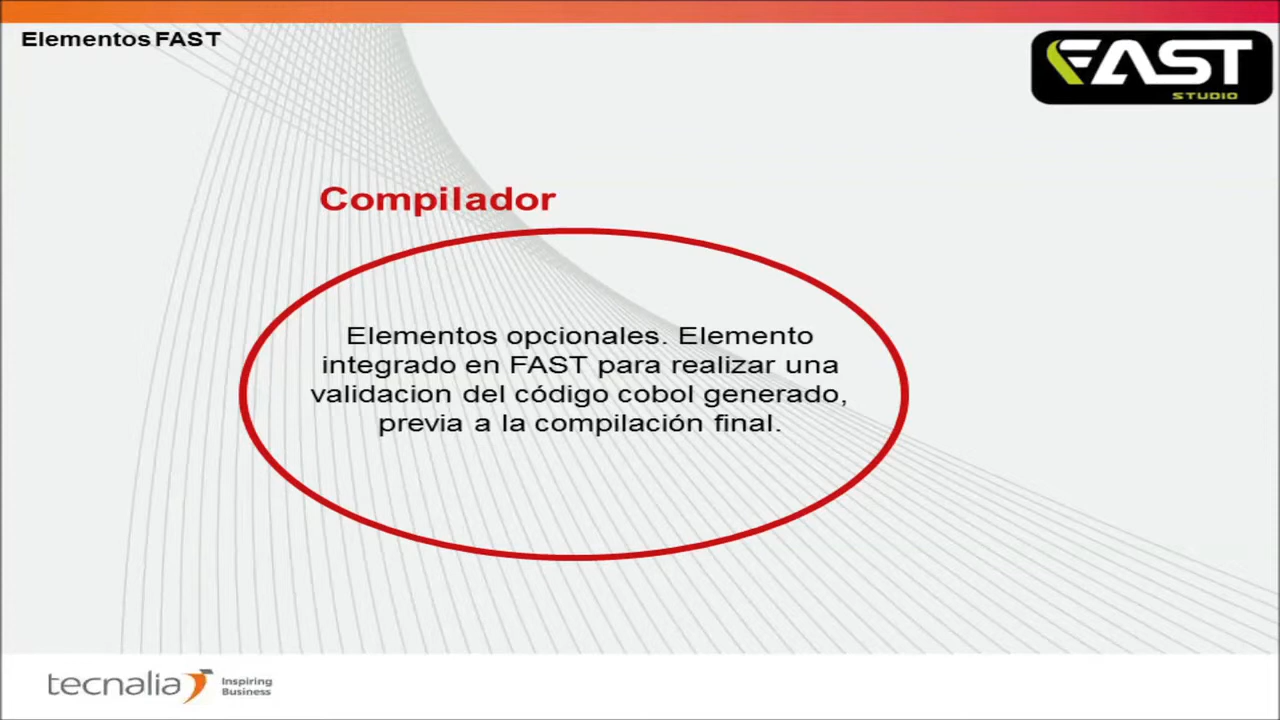 Elementos FAST
FAST
STUDIO
Compilador
Elementos opcionales. Elemento
integrado en FAST para realizar una
validacion del código cobol generado,
previa a la compilación final.
tecnalia
Inspiring
Business